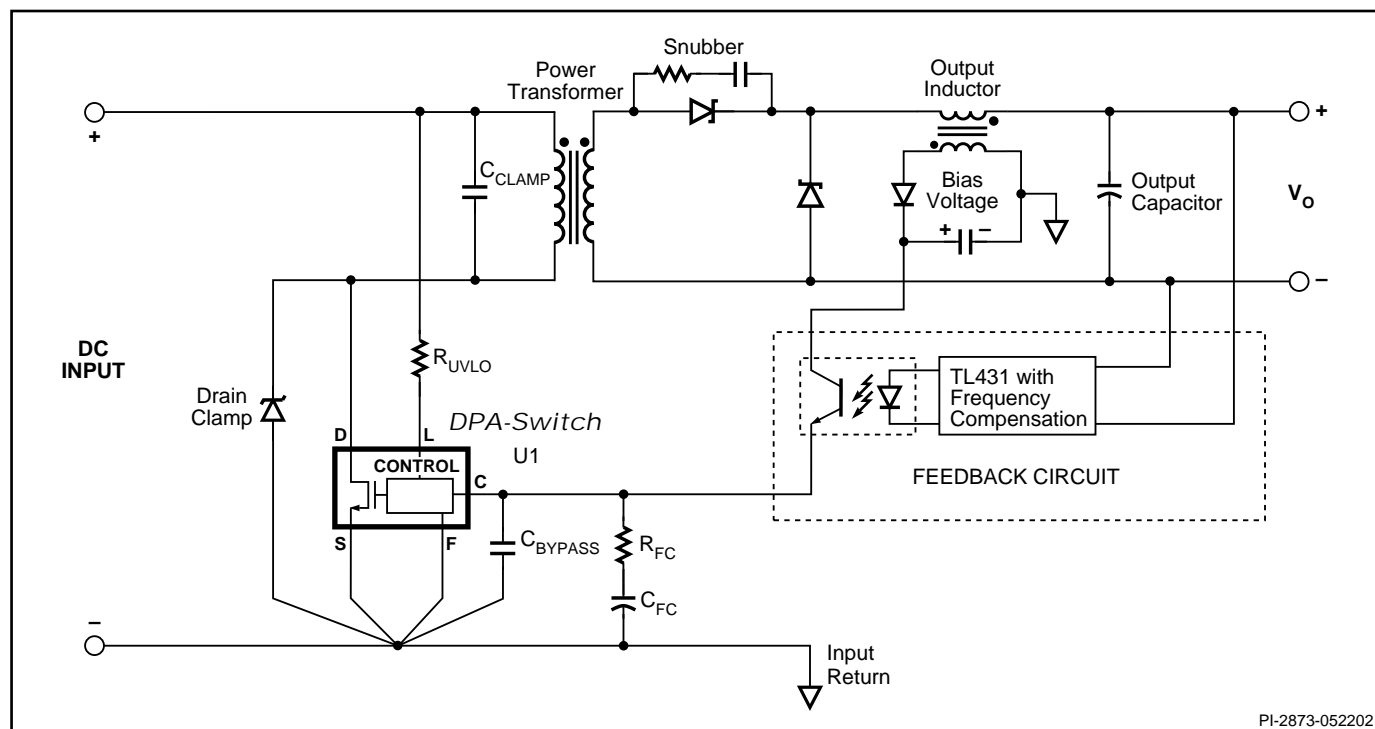 Snubber
Power
Transformer
Output
Inductor
+
+
C_CLAMP
Bias
Voltage
Output
Capacitor
V_O
+ –
–
DC
INPUT
R_UVLO
Drain
Clamp
DPA-Switch
U1
D
L
CONTROL
C
S
F
C_BYPASS
R_FC
C_FC
TL431 with
Frequency
Compensation
FEEDBACK CIRCUIT
–
Input
Return
PI-2873-052202